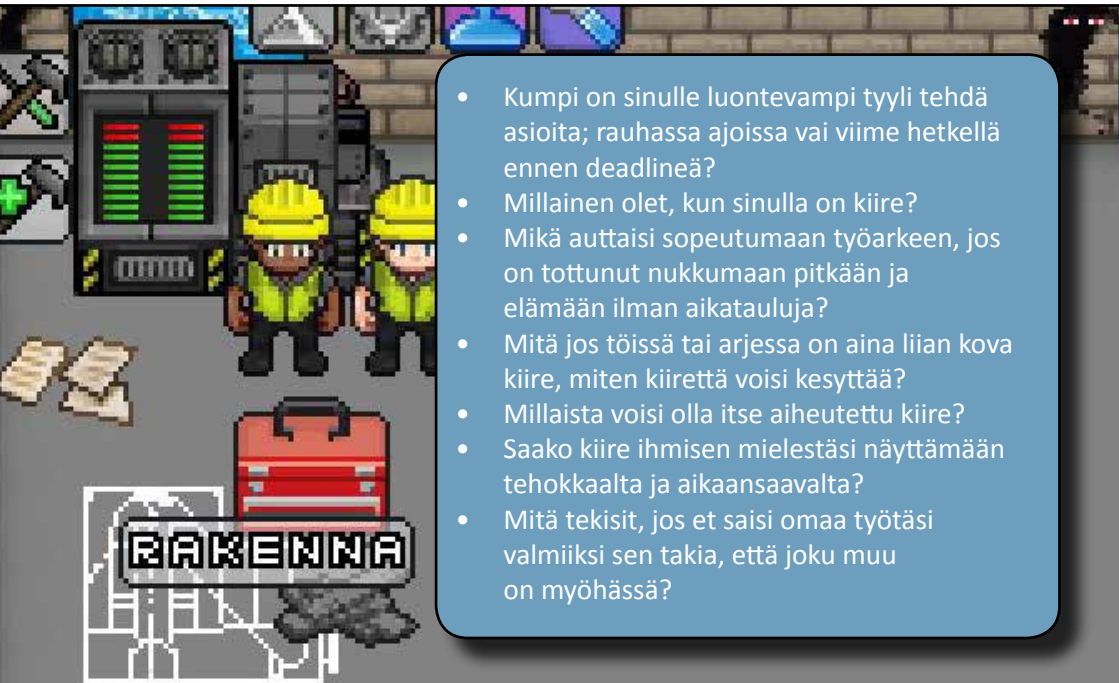 • Kumpi on sinulle luontevampi tyyli tehdä
asioita; rauhassa ajoissa vai viime hetkellä
ennen deadlineä?
• Millainen olet, kun sinulla on kiire?
• Mikä auttaisi sopeutumaan työarkeen, jos
on tottunut nukkumaan pitkään ja
elämään ilman aikatauluja?
• Mitä jos töissä tai arjessa on aina liian kova
kiire, miten kiirettä voisi kesyttää?
• Millaista voisi olla itse aiheutettu kiire?
• Saako kiire ihmisen mielestäsi näyttämään
tehokkaalta ja aikaansaavalta?
• Mitä tekisit, jos et saisi omaa työtäsi
valmiiksi sen takia, että joku muu
on myöhässä?
RAKENNA